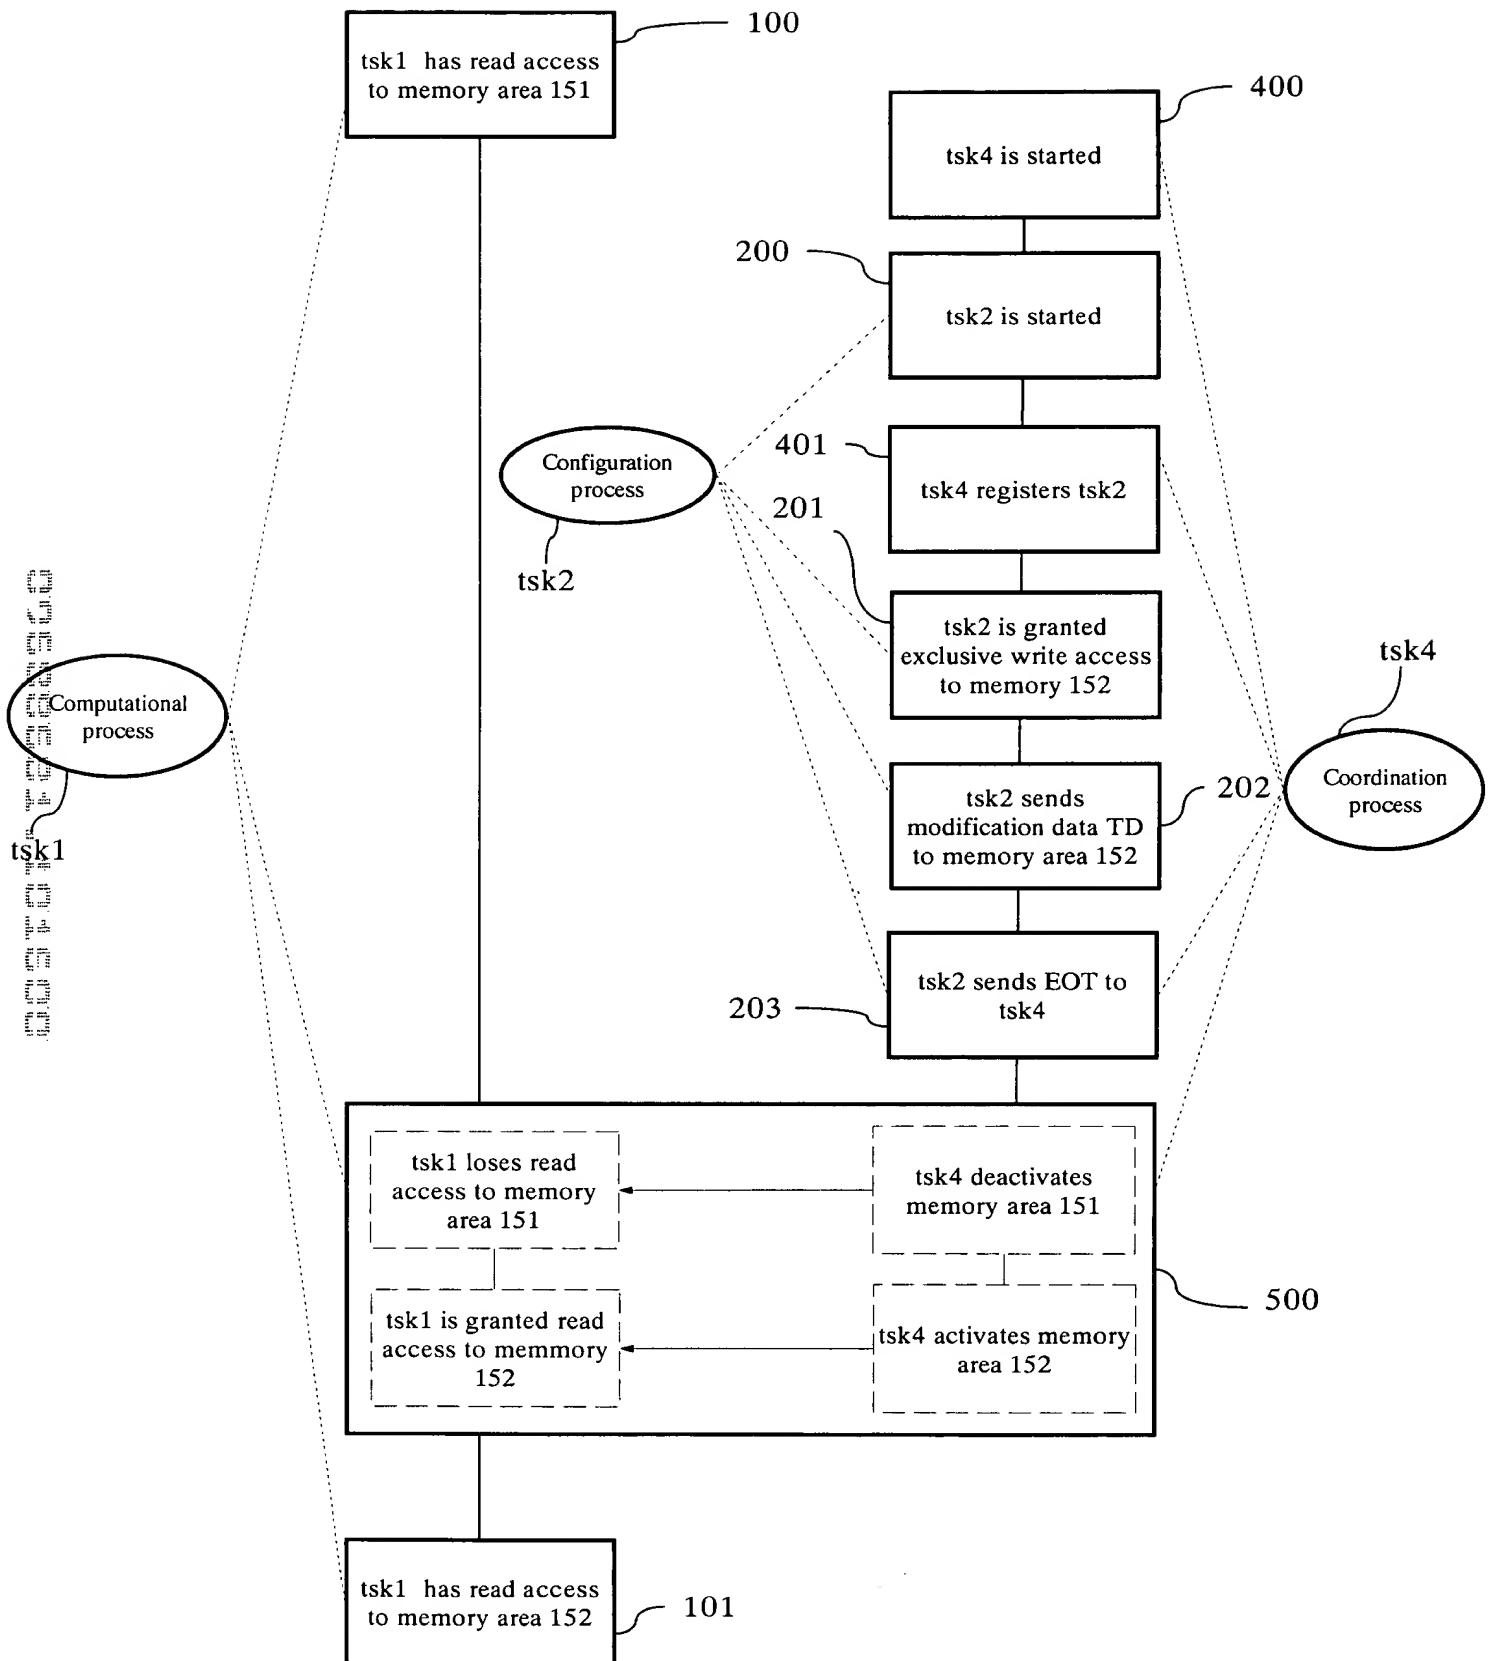 100
tsk1 has read access
to memory area 151
400
tsk4 is started
200
tsk2 is started
401
tsk4 registers tsk2
Configuration
process
tsk2
201
tsk2 is granted
exclusive write access
to memory 152
tsk4
Computational
process
tsk1
Coordination
process
202
tsk2 sends
modification data TD
to memory area 152
203
tsk2 sends EOT to
tsk4
tsk1 loses read
access to memory
area 151
tsk4 deactivates
memory area 151
500
tsk1 is granted read
access to memmory
152
tsk4 activates memory
area 152
tsk1 has read access
to memory area 152
101